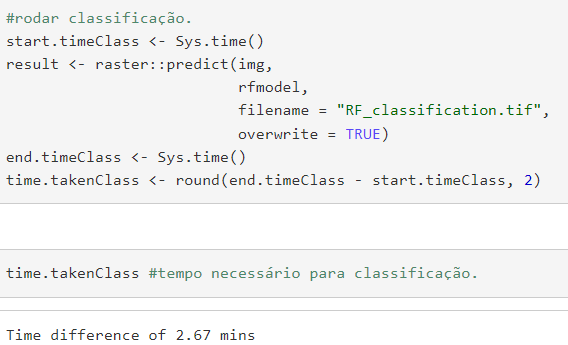 #rodar classificação.
start.timeClass <- Sys.time()
result <- raster::predict(img,
rfmodel,
filename = "RF_classification.tif",
overwrite = TRUE)
end.timeClass <- Sys.time()
time.takenClass <- round(end.timeClass - start.timeClass, 2)
time.takenClass #tempo necessário para classificação.
Time difference of 2.67 mins